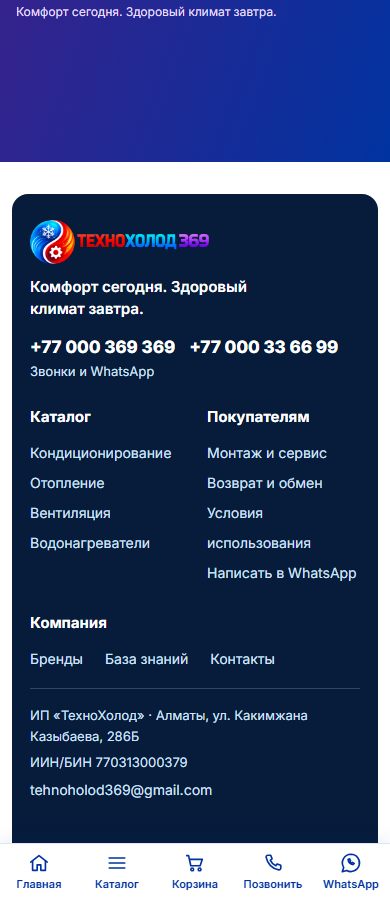 Комфорт сегодня. Здоровый климат завтра.
ТЕХНОХОЛОД 369
Комфорт сегодня. Здоровый
климат завтра.
+77 000 369 369 +77 000 33 66 99
Звонки и WhatsApp
Каталог
Кондиционирование
Отопление
Вентиляция
Водонагреватели
Покупателям
Монтаж и сервис
Возврат и обмен
Условия
использования
Написать в WhatsApp
Компания
Бренды База знаний Контакты
ИП «ТехноХолод» · Алматы, ул. Какимжана
Казыбаева, 286Б
ИИН/БИН 770313000379
tehnoholod369@gmail.com
Главная Каталог Корзина Позвонить WhatsApp